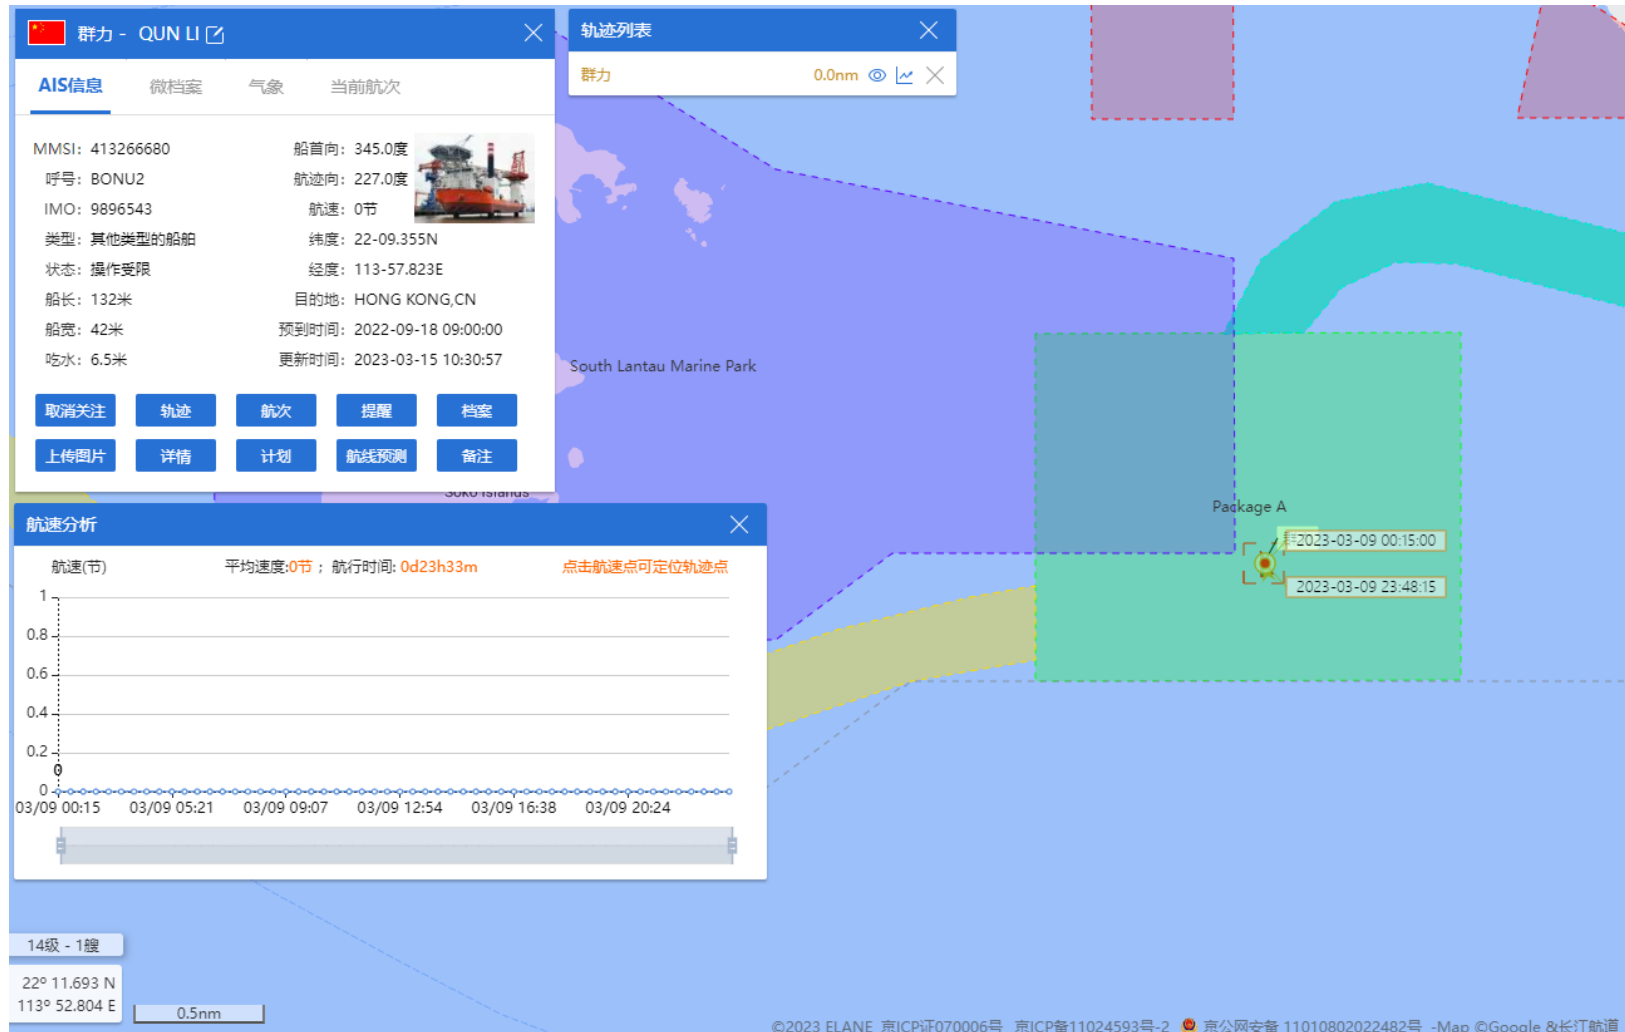 群力 - QUN LI
AIS信息 微档案 气象 当前航次
MMSI: 413266680 船首向: 345.0度
呼号: BONU2 航迹向: 227.0度
IMO: 9896543 航速: 0节
类型: 其他类型的船舶 纬度: 22-09.355N
状态: 操作受限 经度: 113-57.823E
船长: 132米 目的地: HONG KONG,CN
船宽: 42米 预到时间: 2022-09-18 09:00:00
吃水: 6.5米 更新时间: 2023-03-15 10:30:57
取消关注 轨迹 航次 提醒 档案
上传图片 详情 计划 航线预测 备注
轨迹列表
群力 0.0nm
South Lantau Marine Park
Soko Islands
Package A
2023-03-09 00:15:00
2023-03-09 23:48:15
航速分析
航速(节) 平均速度:0节 ; 航行时间: 0d23h33m 点击航速点可定位轨迹点
1
0.8
0.6
0.4
0.2
0
0
03/09 00:15 03/09 05:21 03/09 09:07 03/09 12:54 03/09 16:38 03/09 20:24
14级 - 1艘
22º 11.693 N
113º 52.804 E
0.5nm
©2023 ELANE 京ICP证070006号 京ICP备11024593号-2 京公网安备 11010802022482号 -Map ©Google &长江航道